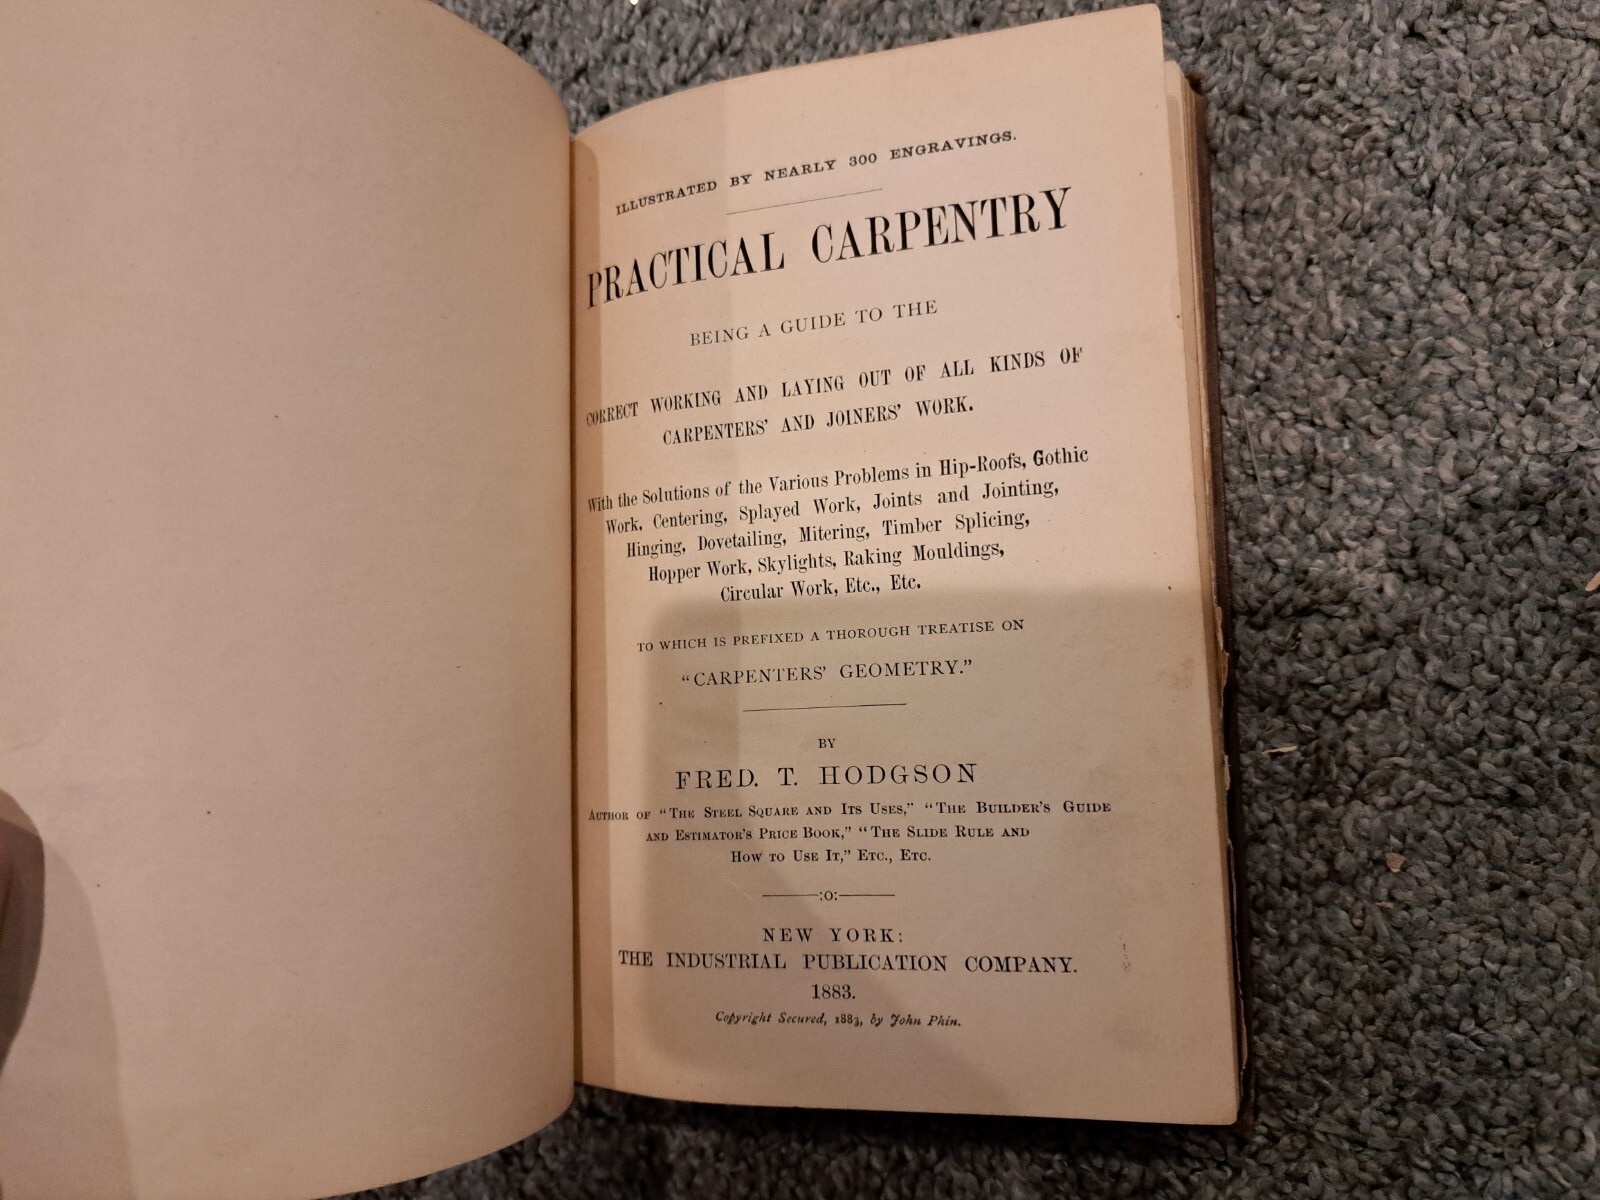 ILLUSTRATED BY NEARLY 300 ENGRAVINGS.
PRACTICAL CARPENTRY
BEING A GUIDE TO THE
CORRECT WORKING AND LAYING OUT OF ALL KINDS OF
CARPENTERS' AND JOINERS' WORK.
With the Solutions of the Various Problems in Hip-Roofs, Gothic
Work, Centering, Splayed Work, Joints and Jointing,
Hinging, Dovetailing, Mitering, Timber Splicing,
Hopper Work, Skylights, Raking Mouldings,
Circular Work, Etc., Etc.
TO WHICH IS PREFIXED A THOROUGH TREATISE ON
"CARPENTERS' GEOMETRY."
BY
FRED. T. HODGSON
AUTHOR OF "THE STEEL SQUARE AND ITS USES," "THE BUILDER'S GUIDE
AND ESTIMATOR'S PRICE BOOK," "THE SLIDE RULE AND
HOW TO USE IT," ETC., ETC.
:O:
NEW YORK:
THE INDUSTRIAL PUBLICATION COMPANY.
1883.
Copyright Secured, 1883, by John Phin.